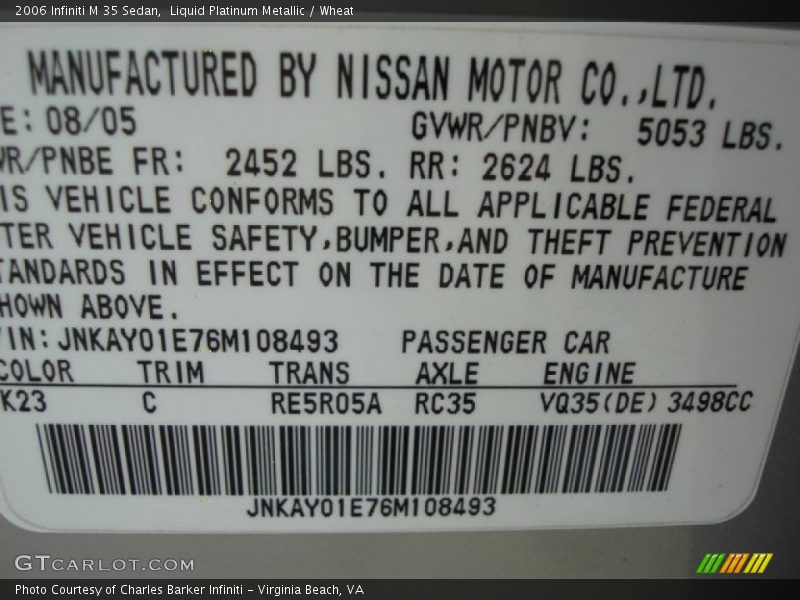 2006 Infiniti M 35 Sedan, Liquid Platinum Metallic / Wheat
MANUFACTURED BY NISSAN MOTOR CO.,LTD.
E: 08/05 GVWR/PNBV: 5053 LBS.
WR/PNBE FR: 2452 LBS. RR: 2624 LBS.
IS VEHICLE CONFORMS TO ALL APPLICABLE FEDERAL
TER VEHICLE SAFETY,BUMPER,AND THEFT PREVENTION
TANDARDS IN EFFECT ON THE DATE OF MANUFACTURE
HOWN ABOVE.
VIN: JNKAY01E76M108493 PASSENGER CAR
COLOR TRIM TRANS AXLE ENGINE
K23 C RE5R05A RC35 VQ35(DE) 3498CC
JNKAY01E76M108493
GTCARLOT.COM
Photo Courtesy of Charles Barker Infiniti - Virginia Beach, VA